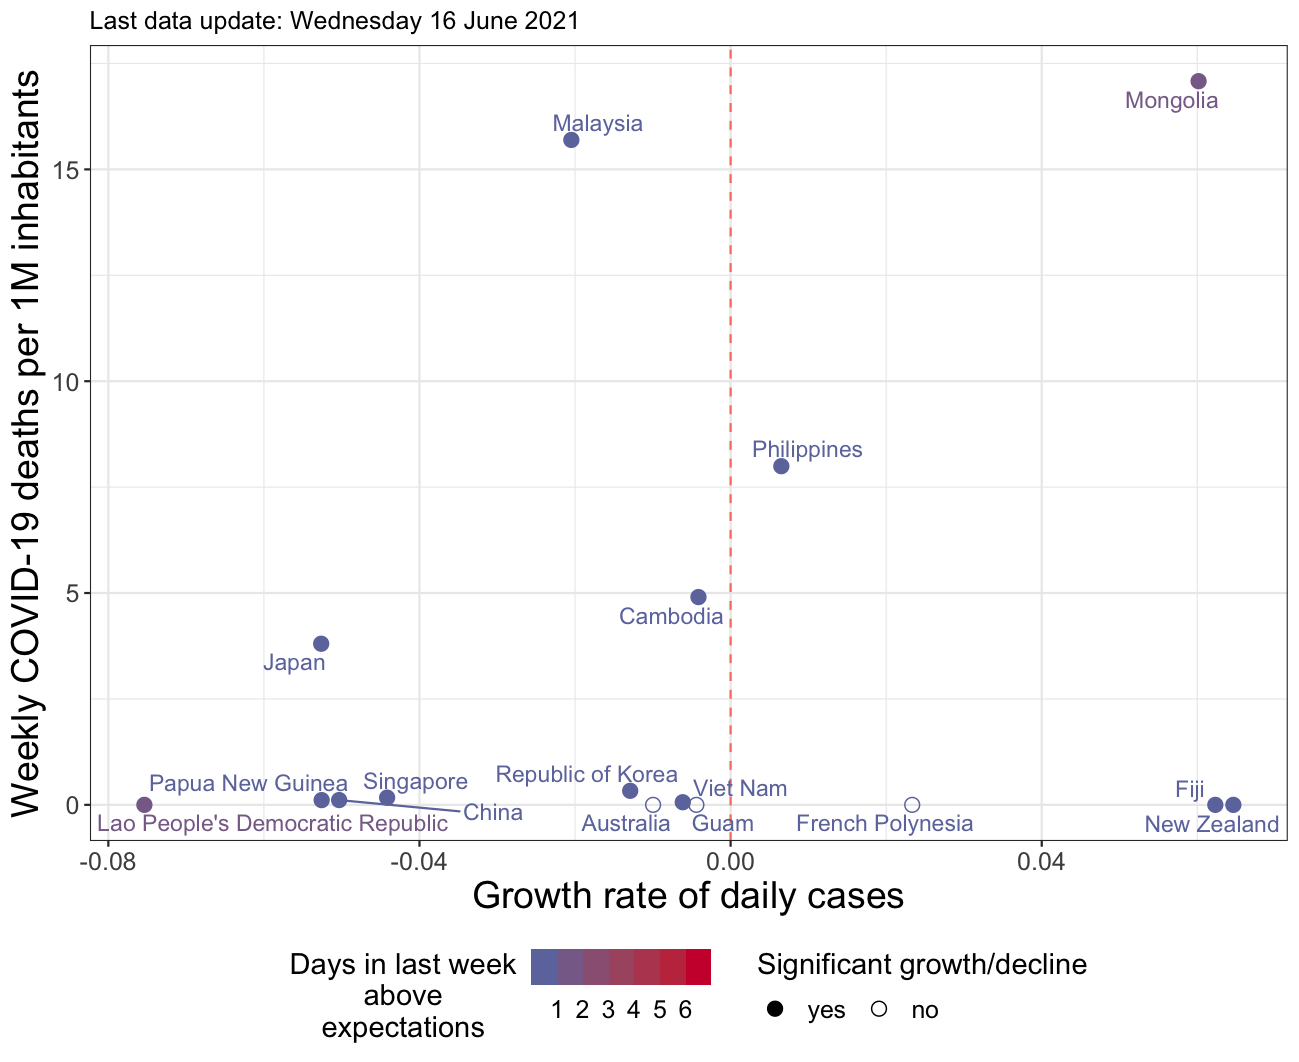 Last data update: Wednesday 16 June 2021
Weekly COVID-19 deaths per 1M inhabitants
15
10
5
0
Mongolia
Malaysia
Philippines
Cambodia
Japan
Papua New Guinea
Singapore
Republic of Korea
Viet Nam
Fiji
China
Lao People's Democratic Republic
Australia
Guam
French Polynesia
New Zealand
-0.08
-0.04
0.00
0.04
Growth rate of daily cases
Days in last week
above
expectations
1 2 3 4 5 6
Significant growth/decline
yes
no